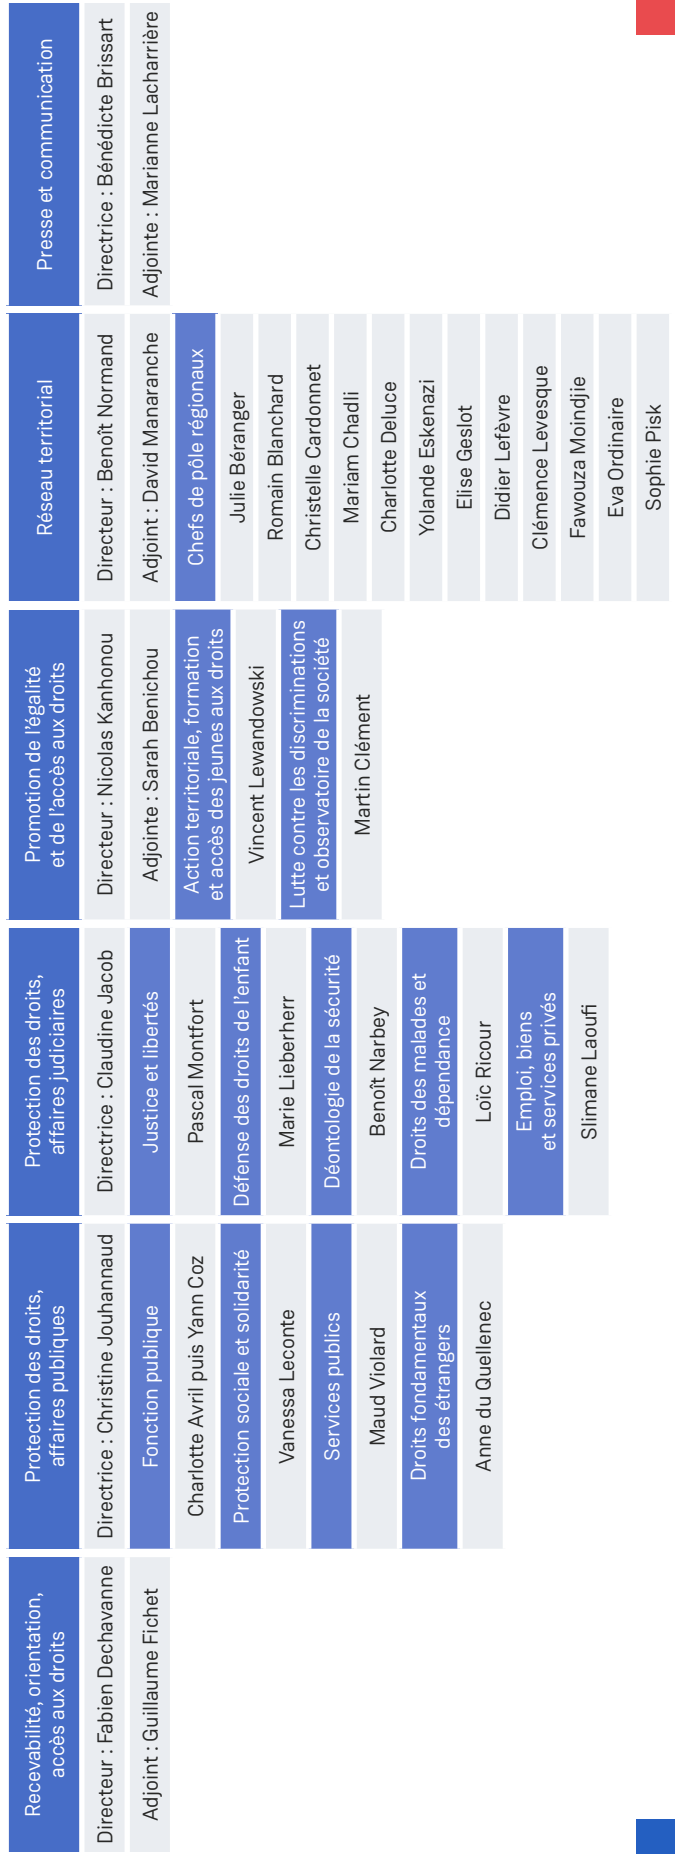 Recevabilité, orientation,
accès aux droits
Directeur : Fabien Dechavanne
Adjoint : Guillaume Fichet
Protection des droits,
affaires publiques
Directrice : Christine Jouhannaud
Fonction publique
Charlotte Avril puis Yann Coz
Protection sociale et solidarité
Vanessa Leconte
Services publics
Maud Violard
Droits fondamentaux
des étrangers
Anne du Quellenec
Protection des droits,
affaires judiciaires
Directrice : Claudine Jacob
Justice et libertés
Pascal Montfort
Défense des droits de l'enfant
Marie Lieberherr
Déontologie de la sécurité
Benoît Narbey
Droits des malades et
dépendance
Loïc Ricour
Emploi, biens
et services privés
Slimane Laoufi
Promotion de l'égalité
et de l'accès aux droits
Directeur : Nicolas Kanhonou
Adjointe : Sarah Benichou
Action territoriale, formation
et accès des jeunes aux droits
Vincent Lewandowski
Lutte contre les discriminations
et observatoire de la société
Martin Clément
Réseau territorial
Directeur : Benoît Normand
Adjoint : David Manaranche
Chefs de pôle régionaux
Julie Béranger
Romain Blanchard
Christelle Cardonnet
Mariam Chadli
Charlotte Deluce
Yolande Eskenazi
Elise Geslot
Didier Lefèvre
Clémence Levesque
Fawouza Moindjie
Eva Ordinaire
Sophie Pisk
Presse et communication
Directrice : Bénédicte Brissart
Adjointe : Marianne Lacharrière